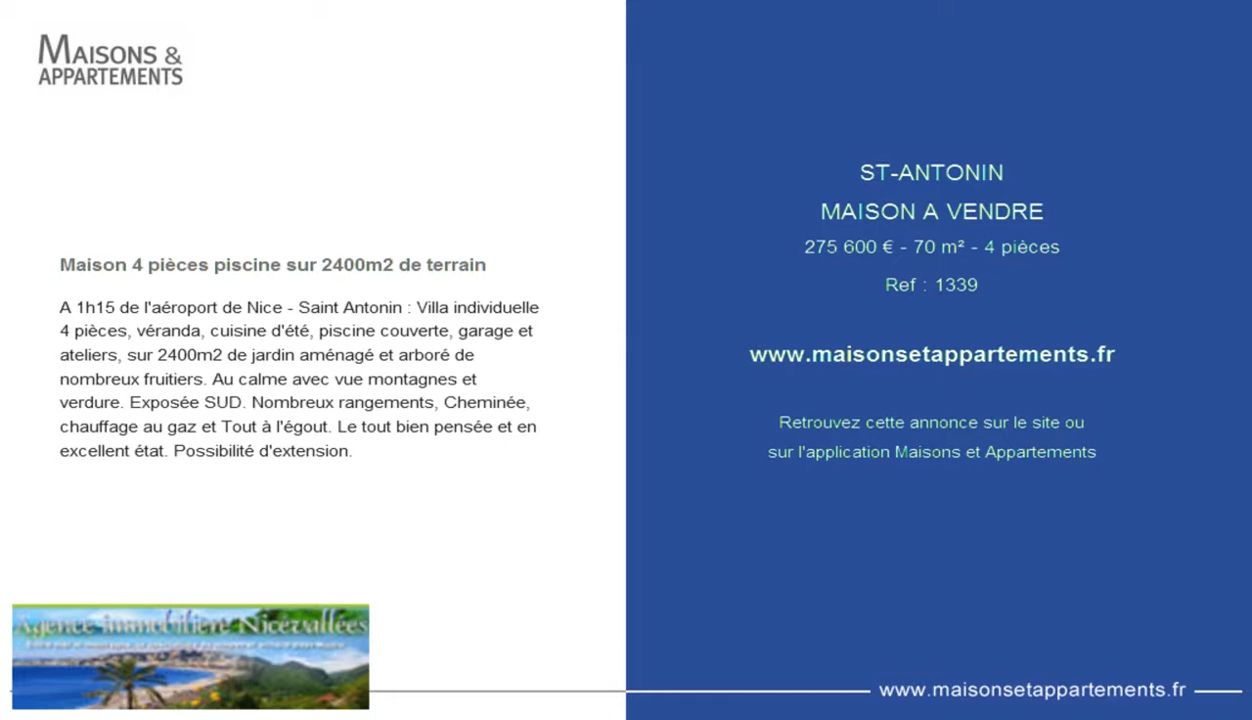 MAISONS &
APPARTEMENTS
Maison 4 pièces piscine sur 2400m2 de terrain
A 1h15 de l'aéroport de Nice - Saint Antonin : Villa individuelle
4 pièces, véranda, cuisine d'été, piscine couverte, garage et
ateliers, sur 2400m2 de jardin aménagé et arboré de
nombreux fruitiers. Au calme avec vue montagnes et
verdure. Exposée SUD. Nombreux rangements, Cheminée,
chauffage au gaz et Tout à l'égout. Le tout bien pensée et en
excellent état. Possibilité d'extension.
Agence immobilière Nicevallées
ST-ANTONIN
MAISON A VENDRE
275 600 € - 70 m² - 4 pièces
Ref : 1339
www.maisonsetappartements.fr
Retrouvez cette annonce sur le site ou
sur l'application Maisons et Appartements
www.maisonsetappartements.fr